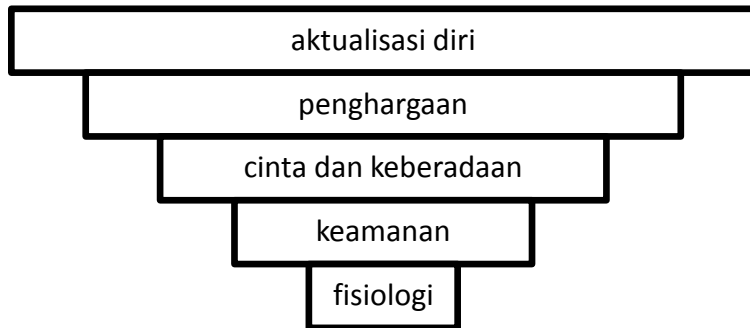 aktualisasi diri
penghargaan
cinta dan keberadaan
keamanan
fisiologi